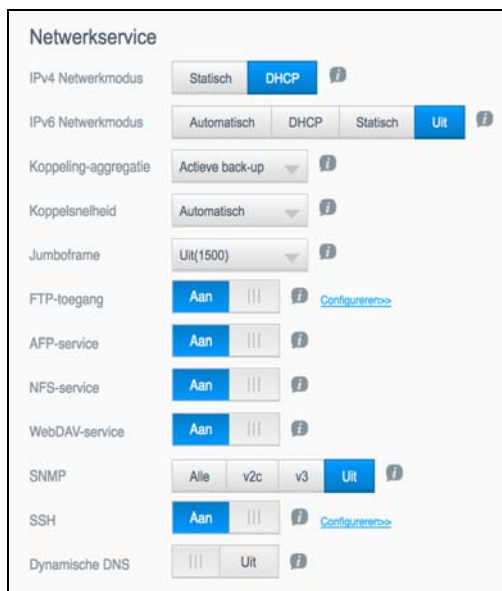 Netwerkservice
IPv4 Netwerkmodus Statisch DHCP
IPv6 Netwerkmodus Automatisch DHCP Statisch Uit
Koppeling-aggregatie Actieve back-up
Koppelsnelheid Automatisch
Jumboframe Uit(1500)
FTP-toegang Aan Configureren>>
AFP-service Aan
NFS-service Aan
WebDAV-service Aan
SNMP Alle v2c v3 Uit
SSH Aan Configureren>>
Dynamische DNS Uit